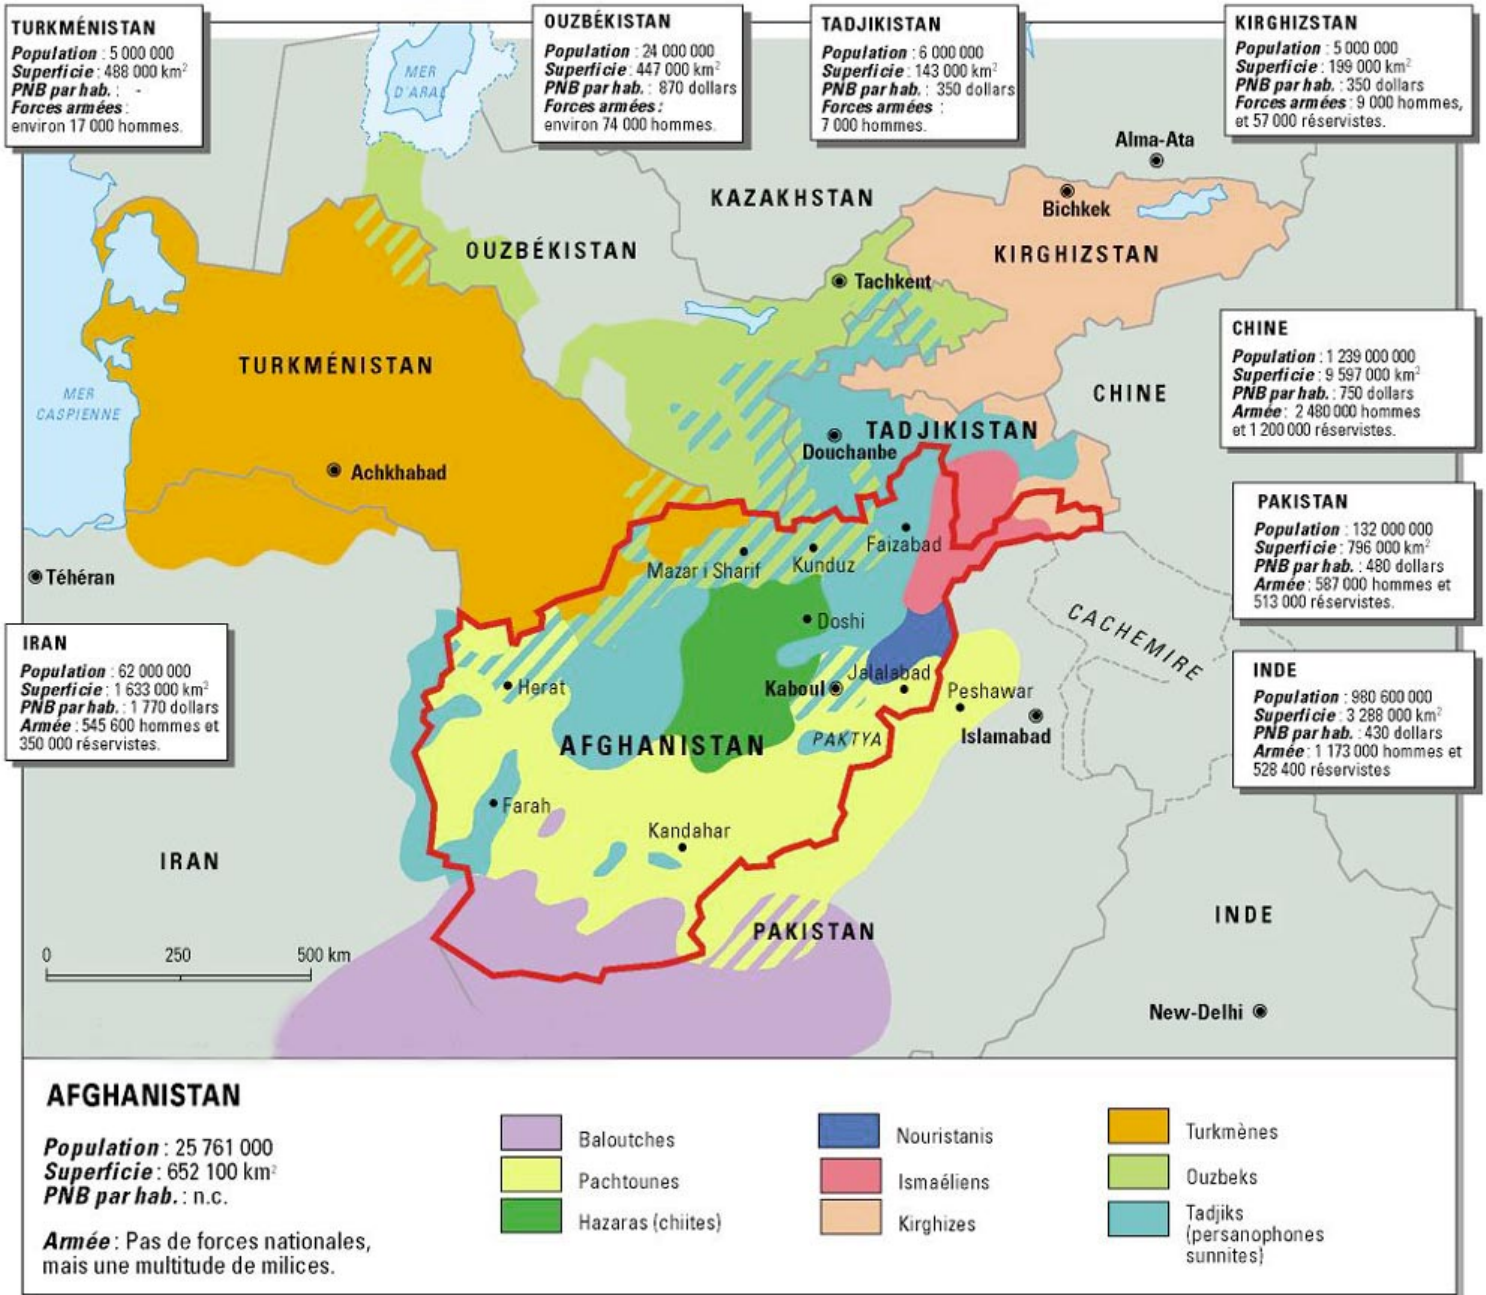 TURKMÉNISTAN
Population : 5 000 000
Superficie : 488 000 km²
PNB par hab. : -
Forces armées :
environ 17 000 hommes.
OUZBÉKISTAN
Population : 24 000 000
Superficie : 447 000 km²
PNB par hab. : 870 dollars
Forces armées :
environ 74 000 hommes.
TADJIKISTAN
Population : 6 000 000
Superficie : 143 000 km²
PNB par hab. : 350 dollars
Forces armées :
7 000 hommes.
KIRGHIZSTAN
Population : 5 000 000
Superficie : 199 000 km²
PNB par hab. : 350 dollars
Forces armées : 9 000 hommes,
et 57 000 réservistes.
MER
D'ARAL
Alma-Ata
KAZAKHSTAN
Bichkek
OUZBÉKISTAN
KIRGHIZSTAN
Tachkent
CHINE
Population : 1 239 000 000
Superficie : 9 597 000 km²
PNB par hab. : 750 dollars
Armée : 2 480 000 hommes
et 1 200 000 réservistes.
TURKMÉNISTAN
MER
CASPIENNE
CHINE
TADJIKISTAN
Douchanbe
Achkhabad
PAKISTAN
Population : 132 000 000
Superficie : 796 000 km²
PNB par hab. : 480 dollars
Armée : 587 000 hommes et
513 000 réservistes.
Faizabad
Mazar i Sharif
Kunduz
Téhéran
Doshi
CACHEMIRE
IRAN
Population : 62 000 000
Superficie : 1 633 000 km²
PNB par hab. : 1 770 dollars
Armée : 545 600 hommes et
350 000 réservistes.
INDE
Population : 980 600 000
Superficie : 3 288 000 km²
PNB par hab. : 430 dollars
Armée : 1 173 000 hommes et
528 400 réservistes
Herat
Kaboul
Jalalabad
Peshawar
Islamabad
AFGHANISTAN
PAKTYA
Farah
Kandahar
IRAN
PAKISTAN
INDE
0 250 500 km
New-Delhi
AFGHANISTAN
Population : 25 761 000
Superficie : 652 100 km²
PNB par hab. : n.c.
Armée : Pas de forces nationales,
mais une multitude de milices.
Baloutches
Pachtounes
Hazaras (chiites)
Nouristanis
Ismaéliens
Kirghizes
Turkmènes
Ouzbeks
Tadjiks
(persanophones
sunnites)